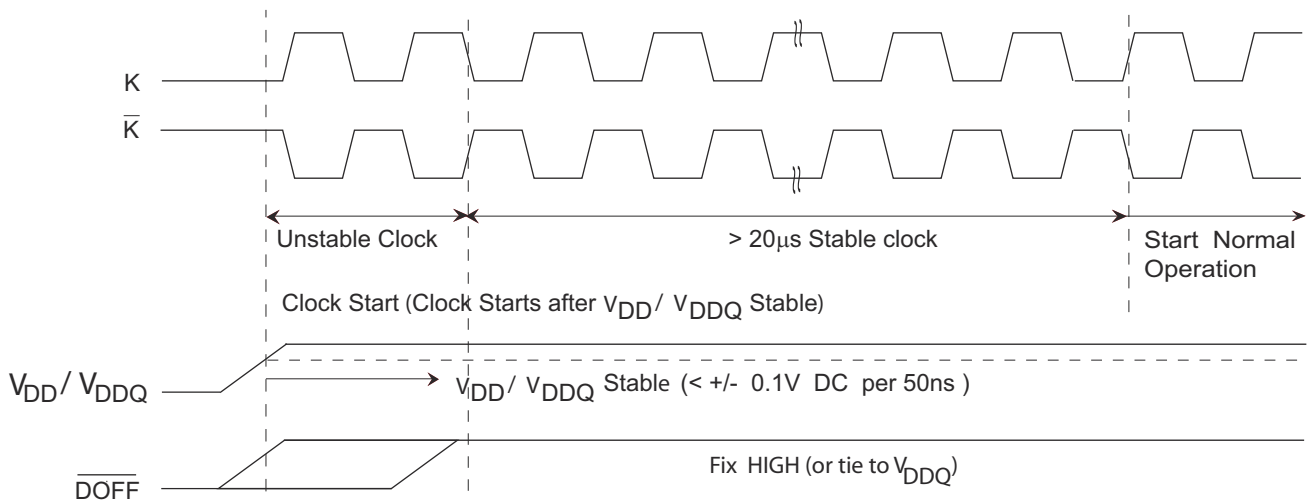 K
K̅
Unstable Clock
> 20μs Stable clock
Start Normal
Operation
Clock Start (Clock Starts after VDD / VDDQ Stable)
VDD / VDDQ
VDD / VDDQ Stable (< +/- 0.1V DC per 50ns )
Fix HIGH (or tie to VDDQ)
D̅O̅F̅F̅